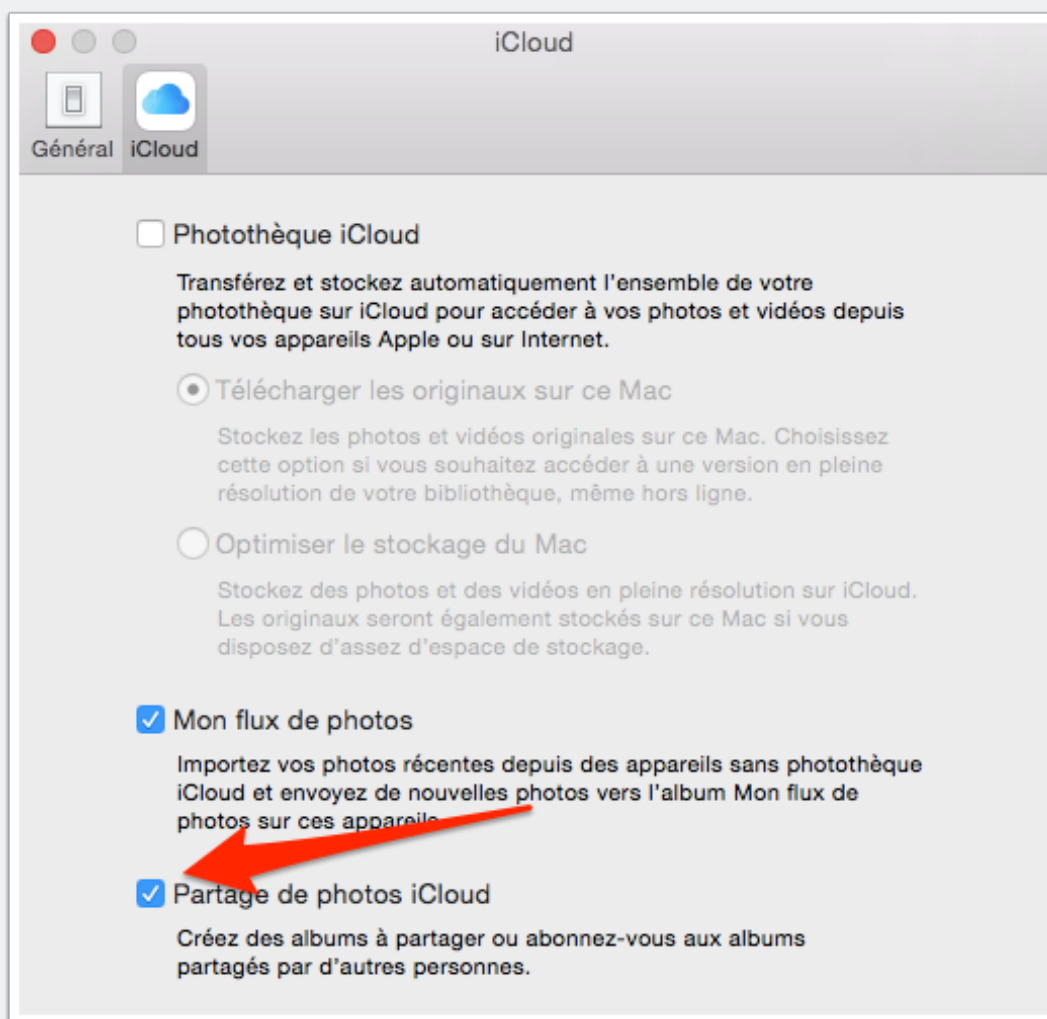 iCloud
Général
iCloud
Photothèque iCloud
Transférez et stockez automatiquement l'ensemble de votre
photothèque sur iCloud pour accéder à vos photos et vidéos depuis
tous vos appareils Apple ou sur Internet.
Télécharger les originaux sur ce Mac
Stockez les photos et vidéos originales sur ce Mac. Choisissez
cette option si vous souhaitez accéder à une version en pleine
résolution de votre bibliothèque, même hors ligne.
Optimiser le stockage du Mac
Stockez des photos et des vidéos en pleine résolution sur iCloud.
Les originaux seront également stockés sur ce Mac si vous
disposez d'assez d'espace de stockage.
Mon flux de photos
Importez vos photos récentes depuis des appareils sans photothèque
iCloud et envoyez de nouvelles photos vers l'album Mon flux de
photos sur ces appareils.
Partage de photos iCloud
Créez des albums à partager ou abonnez-vous aux albums
partagés par d'autres personnes.